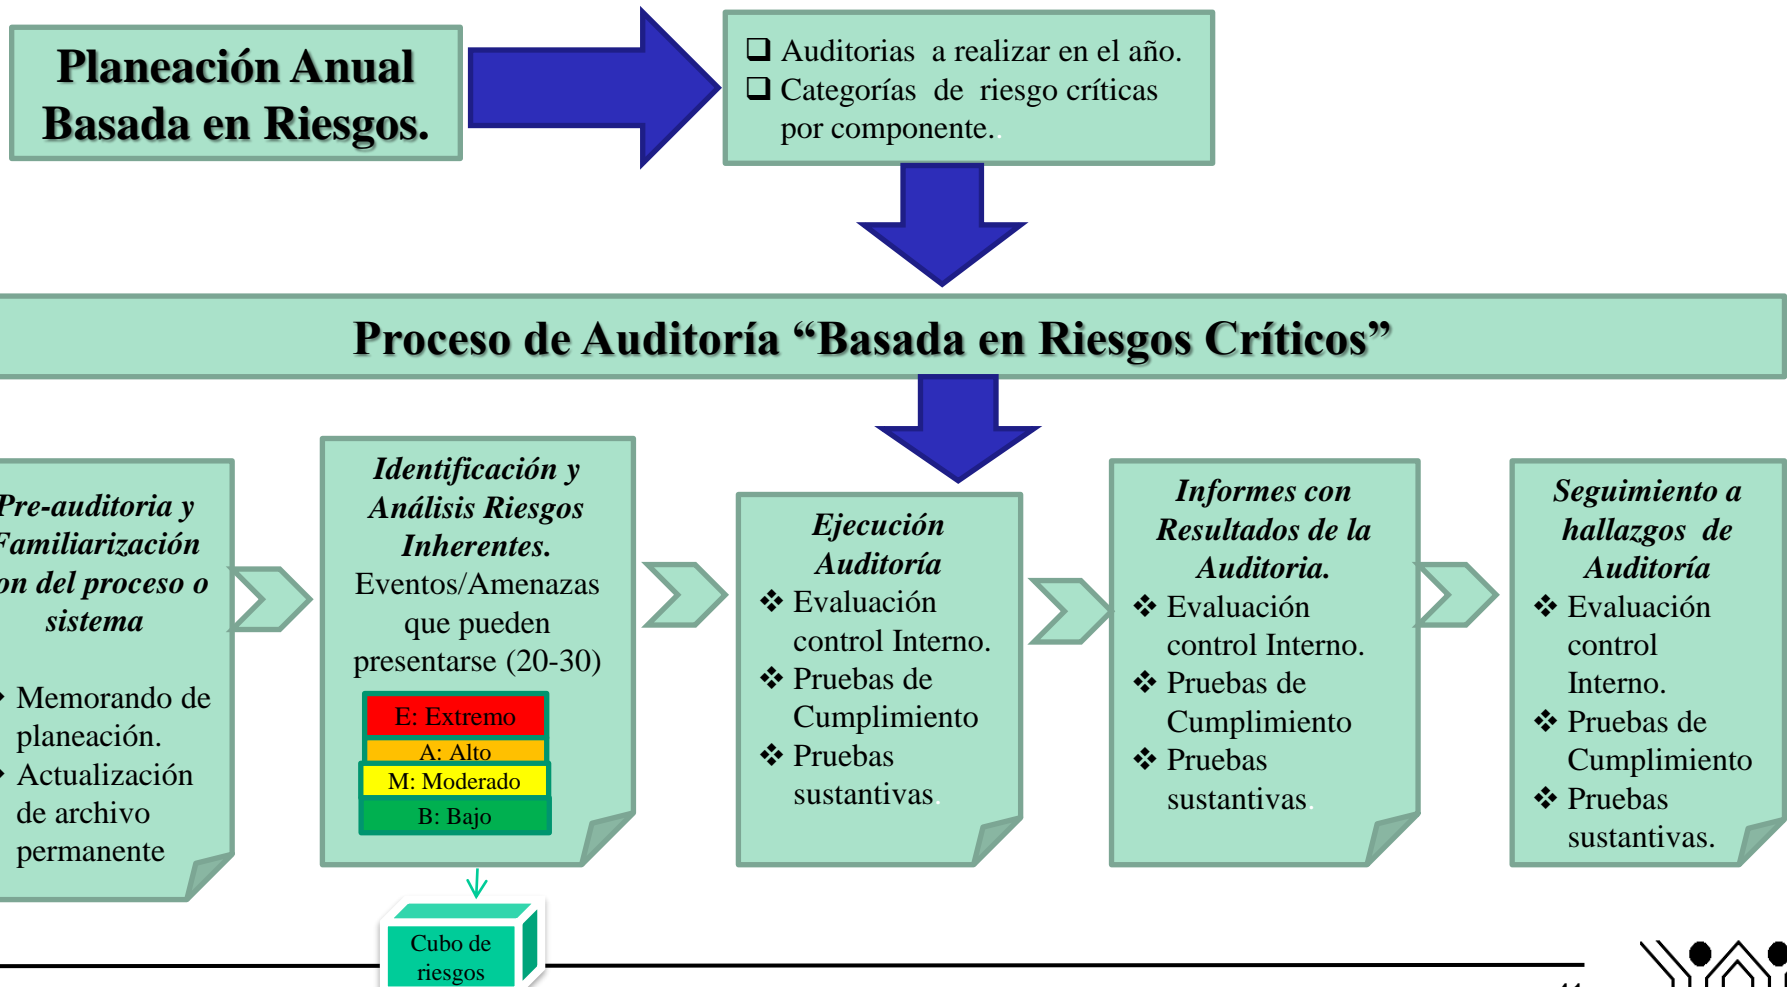 Planeación Anual
Basada en Riesgos.
Auditorias a realizar en el año.
Categorías de riesgo críticas
por componente..
Proceso de Auditoría “Basada en Riesgos Críticos”
Pre-auditoria y
Familiarización
del proceso o
sistema
Memorando de
planeación.
Actualización
de archivo
permanente
Identificación y
Análisis Riesgos
Inherentes.
Eventos/Amenazas
que pueden
presentarse (20-30)
E: Extremo
A: Alto
M: Moderado
B: Bajo
Cubo de
riesgos
Ejecución
Auditoría
Evaluación
control Interno.
Pruebas de
Cumplimiento
Pruebas
sustantivas.
Informes con
Resultados de la
Auditoria.
Evaluación
control Interno.
Pruebas de
Cumplimiento
Pruebas
sustantivas.
Seguimiento a
hallazgos de
Auditoría
Evaluación
control
Interno.
Pruebas de
Cumplimiento
Pruebas
sustantivas.